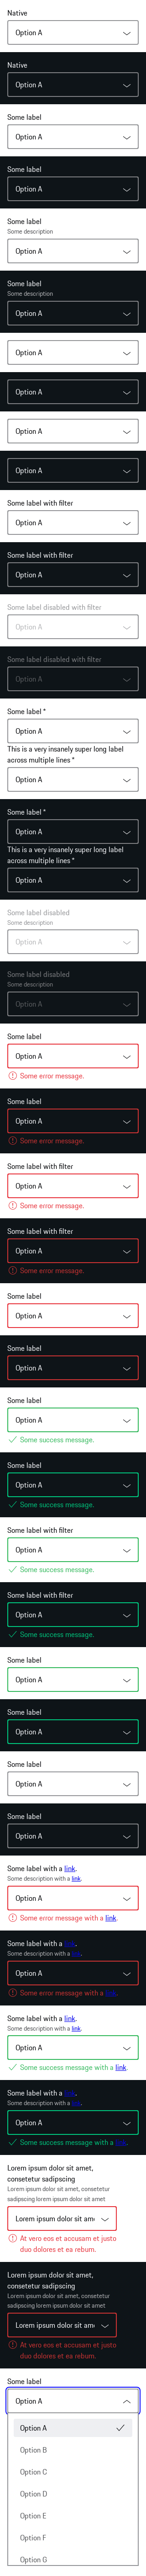 Native
Option A
Native
Option A
Some label
Option A
Some label
Option A
Some label
Some description
Option A
Some label
Some description
Option A
Option A
Option A
Option A
Option A
Some label with filter
Option A
Some label with filter
Option A
Some label disabled with filter
Option A
Some label disabled with filter
Option A
Some label *
Option A
This is a very insanely super long label
across multiple lines *
Option A
Some label *
Option A
This is a very insanely super long label
across multiple lines *
Option A
Some label disabled
Some description
Option A
Some label disabled
Some description
Option A
Some label
Option A
Some error message.
Some label
Option A
Some error message.
Some label with filter
Option A
Some error message.
Some label with filter
Option A
Some error message.
Some label
Option A
Some label
Option A
Some label
Option A
Some success message.
Some label
Option A
Some success message.
Some label with filter
Option A
Some success message.
Some label with filter
Option A
Some success message.
Some label
Option A
Some label
Option A
Some label
Option A
Some label
Option A
Some label with a link.
Some description with a link.
Option A
Some error message with a link.
Some label with a link.
Some description with a link.
Option A
Some error message with a link.
Some label with a link.
Some description with a link.
Option A
Some success message with a link.
Some label with a link.
Some description with a link.
Option A
Some success message with a link.
Lorem ipsum dolor sit amet,
consetetur sadipscing
Lorem ipsum dolor sit amet, consetetur
sadipscing lorem ipsum dolor sit amet
Lorem ipsum dolor sit ame
At vero eos et accusam et justo
duo dolores et ea rebum.
Lorem ipsum dolor sit amet,
consetetur sadipscing
Lorem ipsum dolor sit amet, consetetur
sadipscing lorem ipsum dolor sit amet
Lorem ipsum dolor sit ame
At vero eos et accusam et justo
duo dolores et ea rebum.
Some label
Option A
Option A
Option B
Option C
Option D
Option E
Option F
Option G